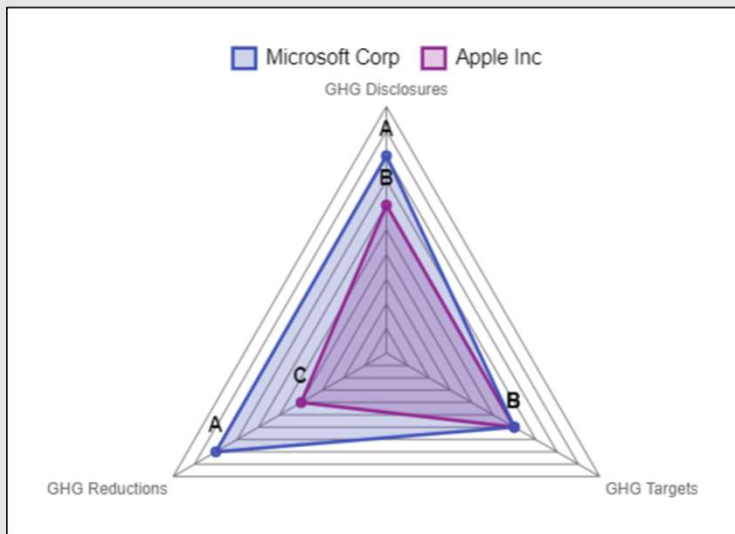 Microsoft Corp Apple Inc
GHG Disclosures
A
B
C
B
A
GHG Reductions
GHG Targets